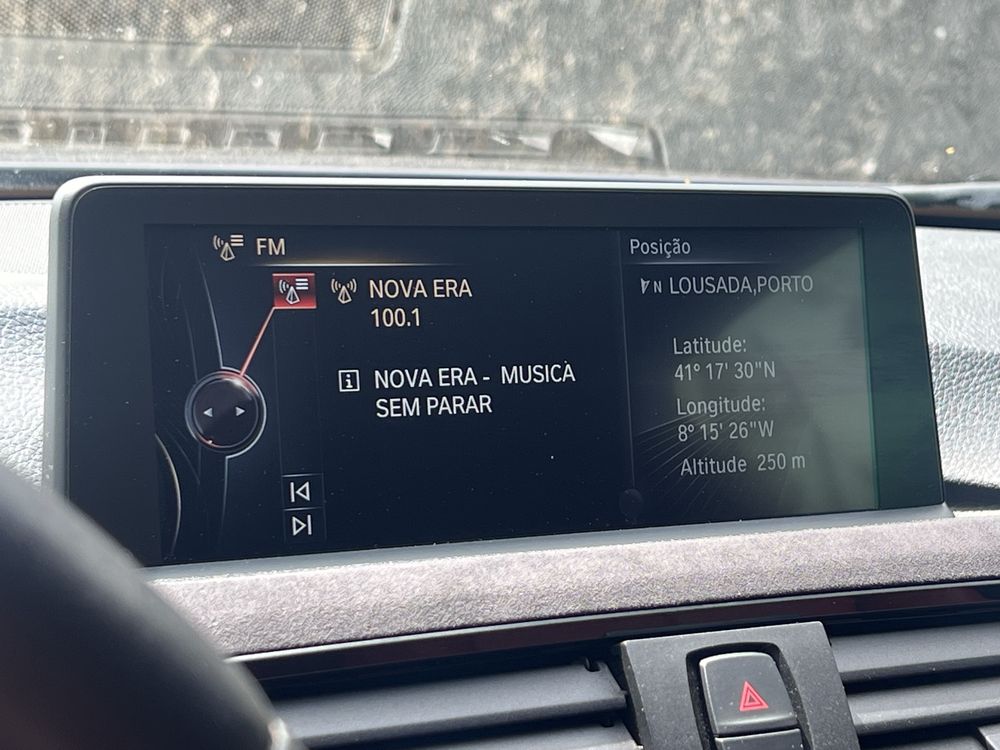 FM
NOVA ERA
100.1
NOVA ERA - MUSICA
SEM PARAR
Posição
N LOUSADA,PORTO
Latitude:
41° 17' 30"N
Longitude:
8° 15' 26"W
Altitude 250 m